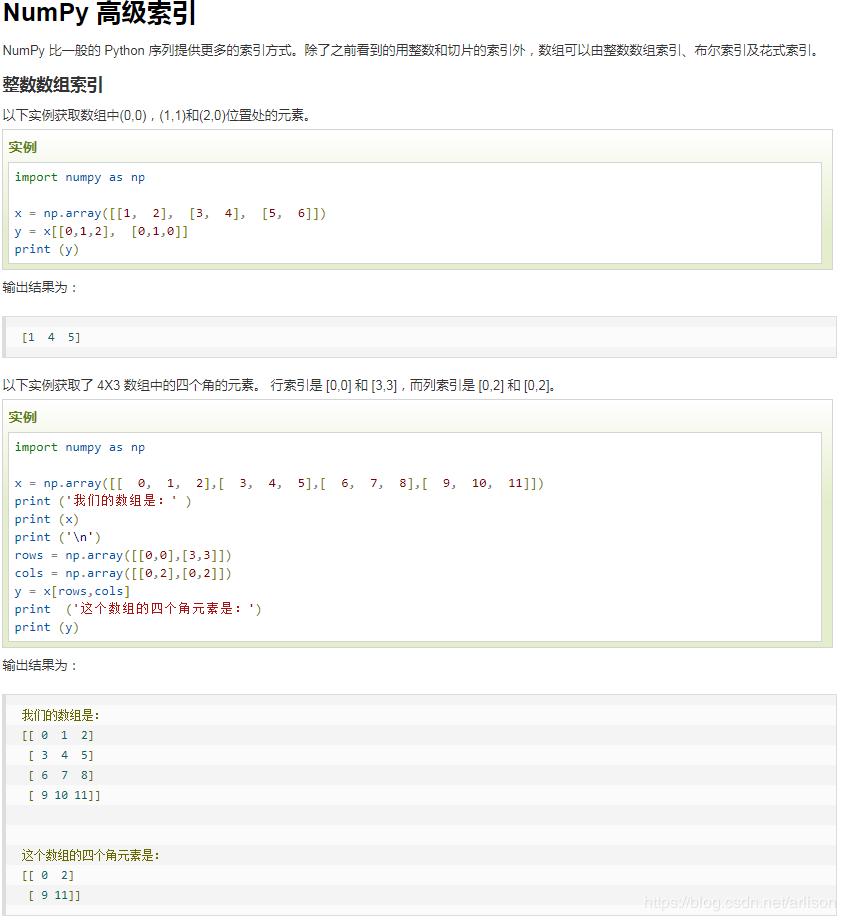 NumPy 高级索引
NumPy 比一般的 Python 序列提供更多的索引方式。除了之前看到的用整数和切片的索引外，数组可以由整数数组索引、布尔索引及花式索引。
整数数组索引
以下实例获取数组中(0,0)，(1,1)和(2,0)位置处的元素。
实例
import numpy as np
x = np.array([[1,  2],  [3,  4],  [5,  6]])
y = x[[0,1,2],  [0,1,0]]
print (y)
输出结果为：
[1  4  5]
以下实例获取了 4X3 数组中的四个角的元素。 行索引是 [0,0] 和 [3,3]，而列索引是 [0,2] 和 [0,2]。
实例
import numpy as np
x = np.array([[  0,  1,  2],[  3,  4,  5],[  6,  7,  8],[  9,  10,  11]])
print ('我们的数组是：' )
print (x)
print ('\n')
rows = np.array([[0,0],[3,3]])
cols = np.array([[0,2],[0,2]])
y = x[rows,cols]
print  ('这个数组的四个角元素是：')
print (y)
输出结果为：
我们的数组是：
[[ 0  1  2]
 [ 3  4  5]
 [ 6  7  8]
 [ 9 10 11]]
这个数组的四个角元素是：
[[ 0  2]
 [ 9 11]]
https://blog.csdn.net/arlison